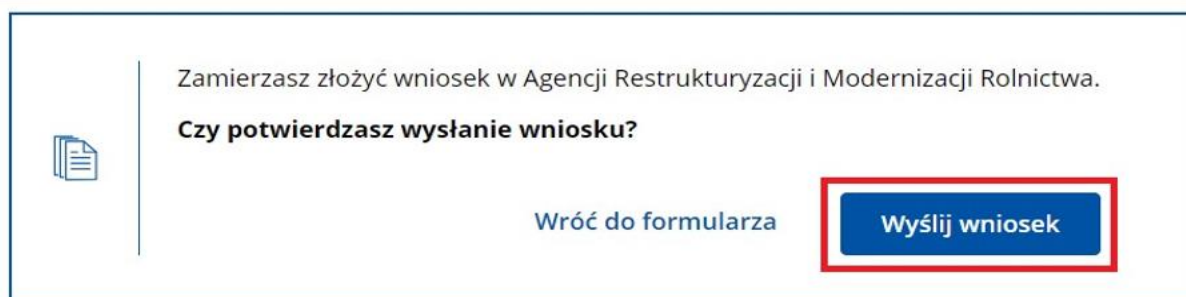 Zamierzasz złożyć wniosek w Agencji Restrukturyzacji i Modernizacji Rolnictwa.
Czy potwierdzasz wysłanie wniosku?
Wróć do formularza
Wyślij wniosek